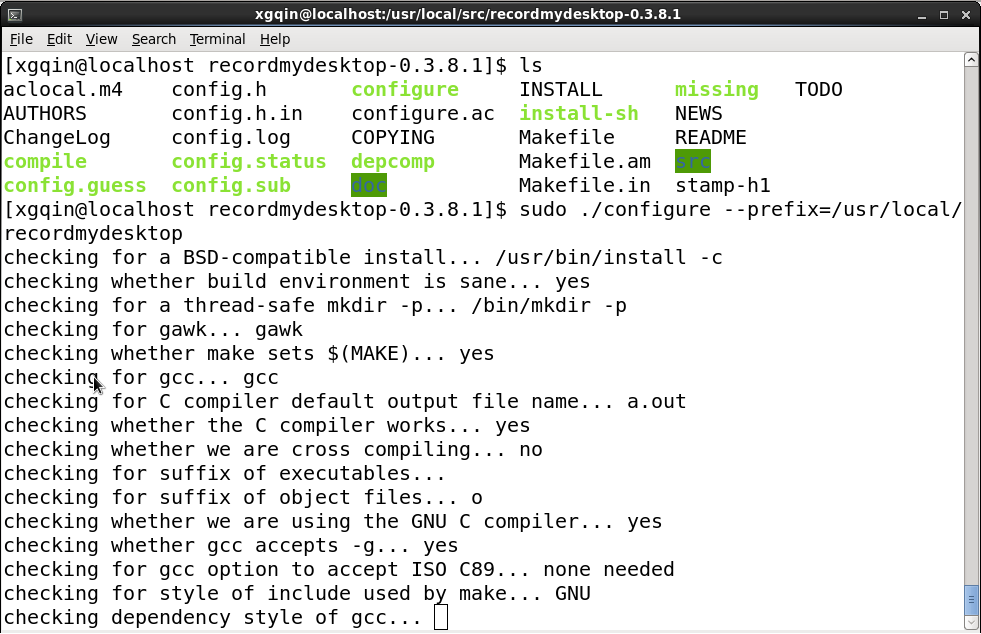 xgqin@localhost:/usr/local/src/recordmydesktop-0.3.8.1
File Edit View Search Terminal Help
[xgqin@localhost recordmydesktop-0.3.8.1]$ ls
aclocal.m4 config.h configure INSTALL missing TODO
AUTHORS config.h.in configure.ac install-sh NEWS
ChangeLog config.log COPYING Makefile README
compile config.status depcomp Makefile.am src
config.guess config.sub doc Makefile.in stamp-h1
[xgqin@localhost recordmydesktop-0.3.8.1]$ sudo ./configure --prefix=/usr/local/
recordmydesktop
checking for a BSD-compatible install... /usr/bin/install -c
checking whether build environment is sane... yes
checking for a thread-safe mkdir -p... /bin/mkdir -p
checking for gawk... gawk
checking whether make sets $(MAKE)... yes
checking for gcc... gcc
checking for C compiler default output file name... a.out
checking whether the C compiler works... yes
checking whether we are cross compiling... no
checking for suffix of executables...
checking for suffix of object files... o
checking whether we are using the GNU C compiler... yes
checking whether gcc accepts -g... yes
checking for gcc option to accept ISO C89... none needed
checking for style of include used by make... GNU
checking dependency style of gcc...